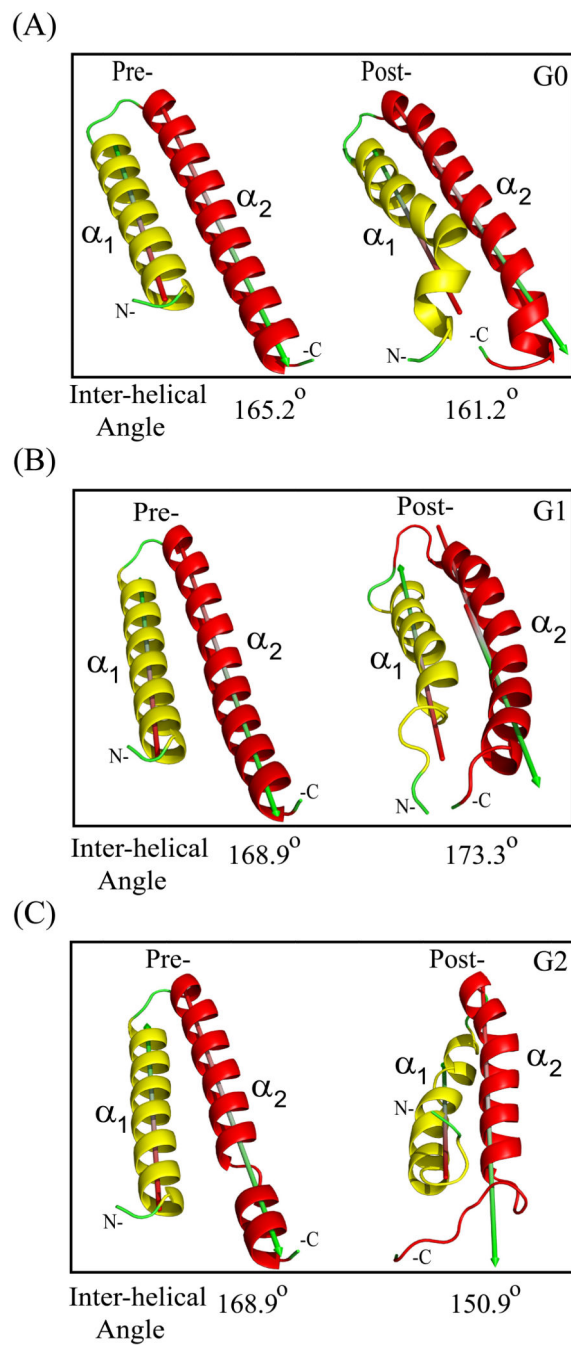 (A)
Pre- Post- G0
α1 α2 α1 α2
N- -C N- -C
Inter-helical
Angle 165.2° 161.2°
(B)
Pre- Post- G1
α1 α2 α1 α2
N- -C N- -C
Inter-helical
Angle 168.9° 173.3°
(C)
Pre- Post- G2
α1 α2 α1 α2
N- -C N- -C
Inter-helical
Angle 168.9° 150.9°